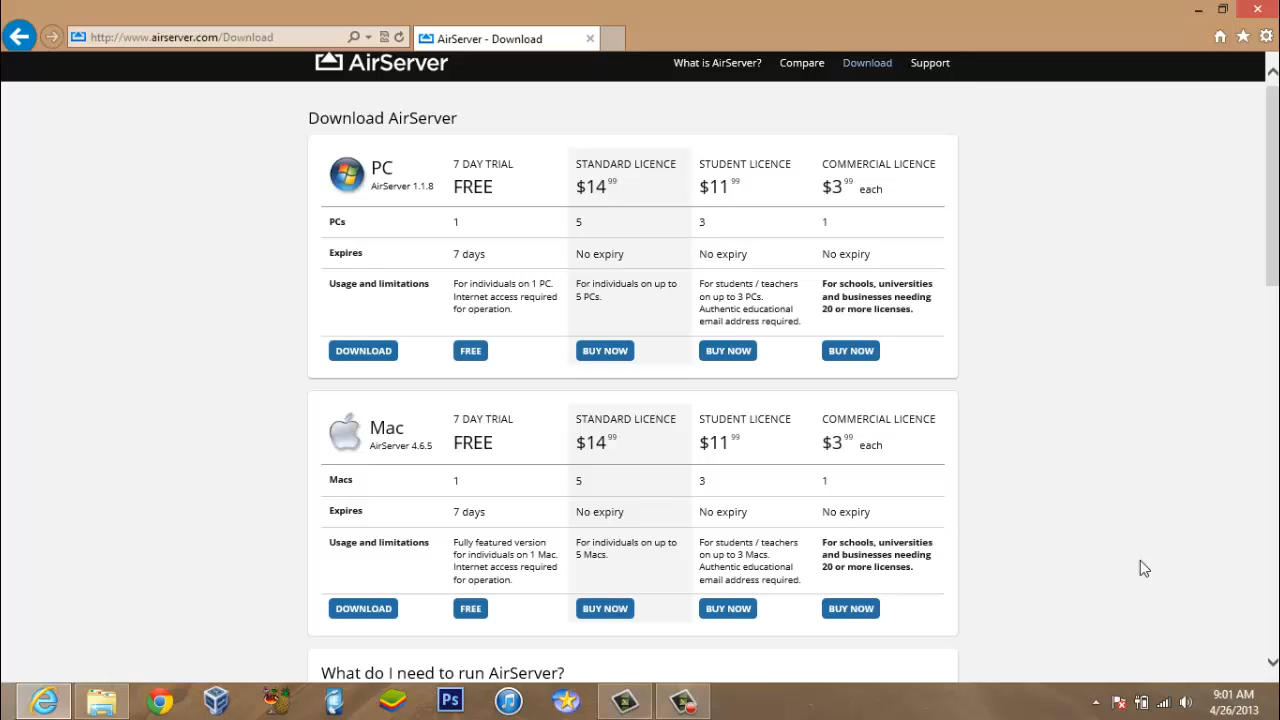 http://www.airserver.com/Download
AirServer - Download
AirServer
What is AirServer? Compare Download Support
Download AirServer
PC
AirServer 1.1.8
7 DAY TRIAL
FREE
STANDARD LICENCE
$14 99
STUDENT LICENCE
$11 99
COMMERCIAL LICENCE
$3 99 each
PCs 1 5 3 1
Expires 7 days No expiry No expiry No expiry
Usage and limitations
For individuals on 1 PC.
Internet access required
for operation.
For individuals on up to
5 PCs.
For students / teachers
on up to 3 PCs.
Authentic educational
email address required.
For schools, universities
and businesses needing
20 or more licenses.
DOWNLOAD FREE BUY NOW BUY NOW BUY NOW
Mac
AirServer 4.6.5
7 DAY TRIAL
FREE
STANDARD LICENCE
$14 99
STUDENT LICENCE
$11 99
COMMERCIAL LICENCE
$3 99 each
Macs 1 5 3 1
Expires 7 days No expiry No expiry No expiry
Usage and limitations
Fully featured version
for individuals on 1 Mac.
Internet access required
for operation.
For individuals on up to
5 Macs.
For students / teachers
on up to 3 Macs.
Authentic educational
email address required.
For schools, universities
and businesses needing
20 or more licenses.
DOWNLOAD FREE BUY NOW BUY NOW BUY NOW
What do I need to run AirServer?
Ps
9:01 AM
4/26/2013